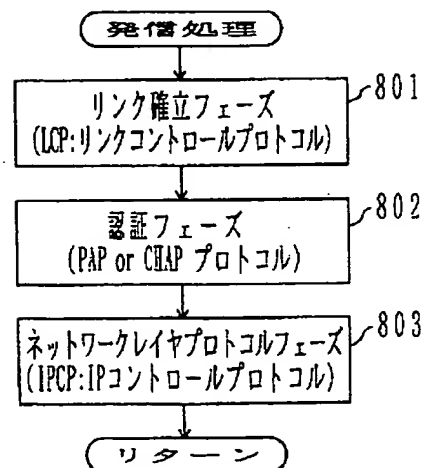 発信処理
リンク確立フェーズ
(LCP:リンクコントロールプロトコル)
801
認証フェーズ
(PAP or CHAP プロトコル)
802
ネットワークレイヤプロトコルフェーズ
(IPCP:IPコントロールプロトコル)
803
リターン